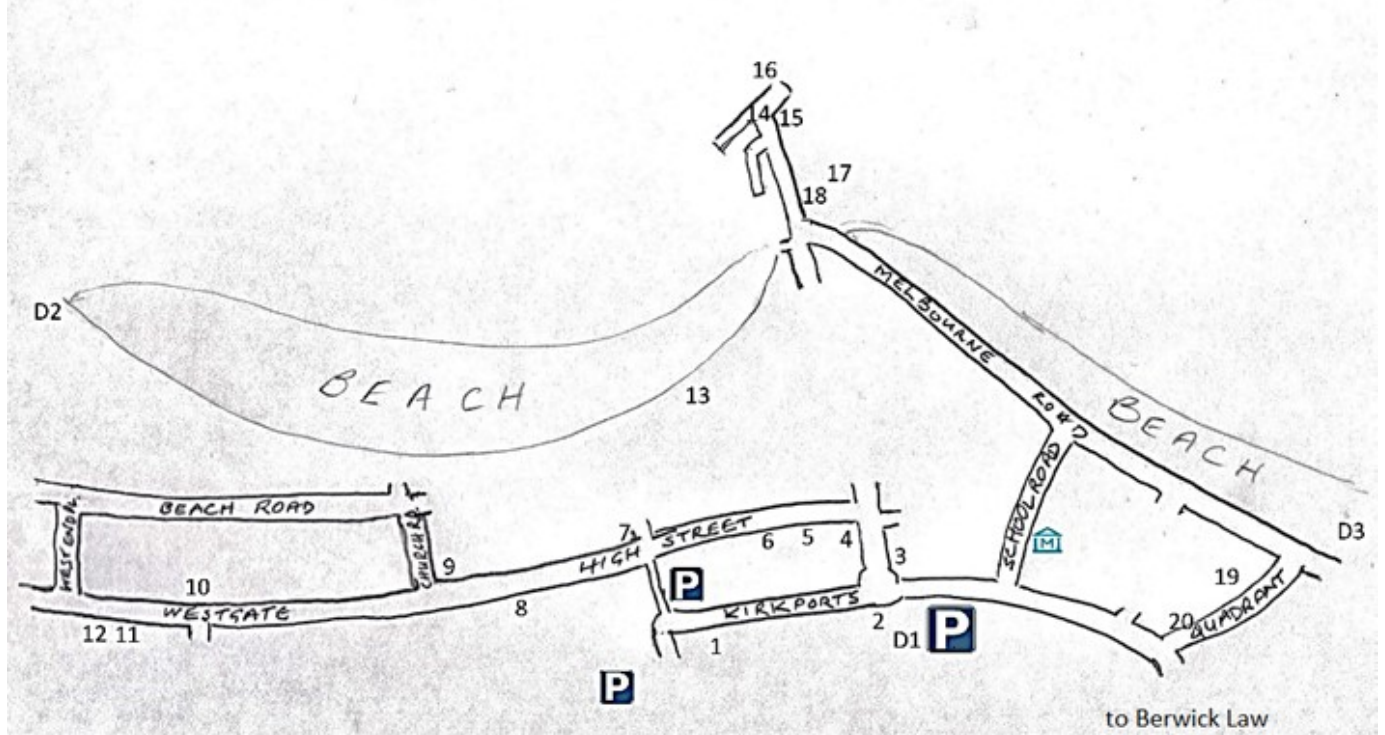 16
14
15
17
18
MELBOURNE ROAD
D2
BEACH
13
BEACH
D3
BEACH ROAD
WEST END PL
CHURCH RD.
HIGH STREET
7
6
5
4
3
SCHOOL ROAD
M
9
10
8
P
KIRKPORTS
19
WESTGATE
12 11
1
2
D1
P
20
QUADRANT
P
to Berwick Law